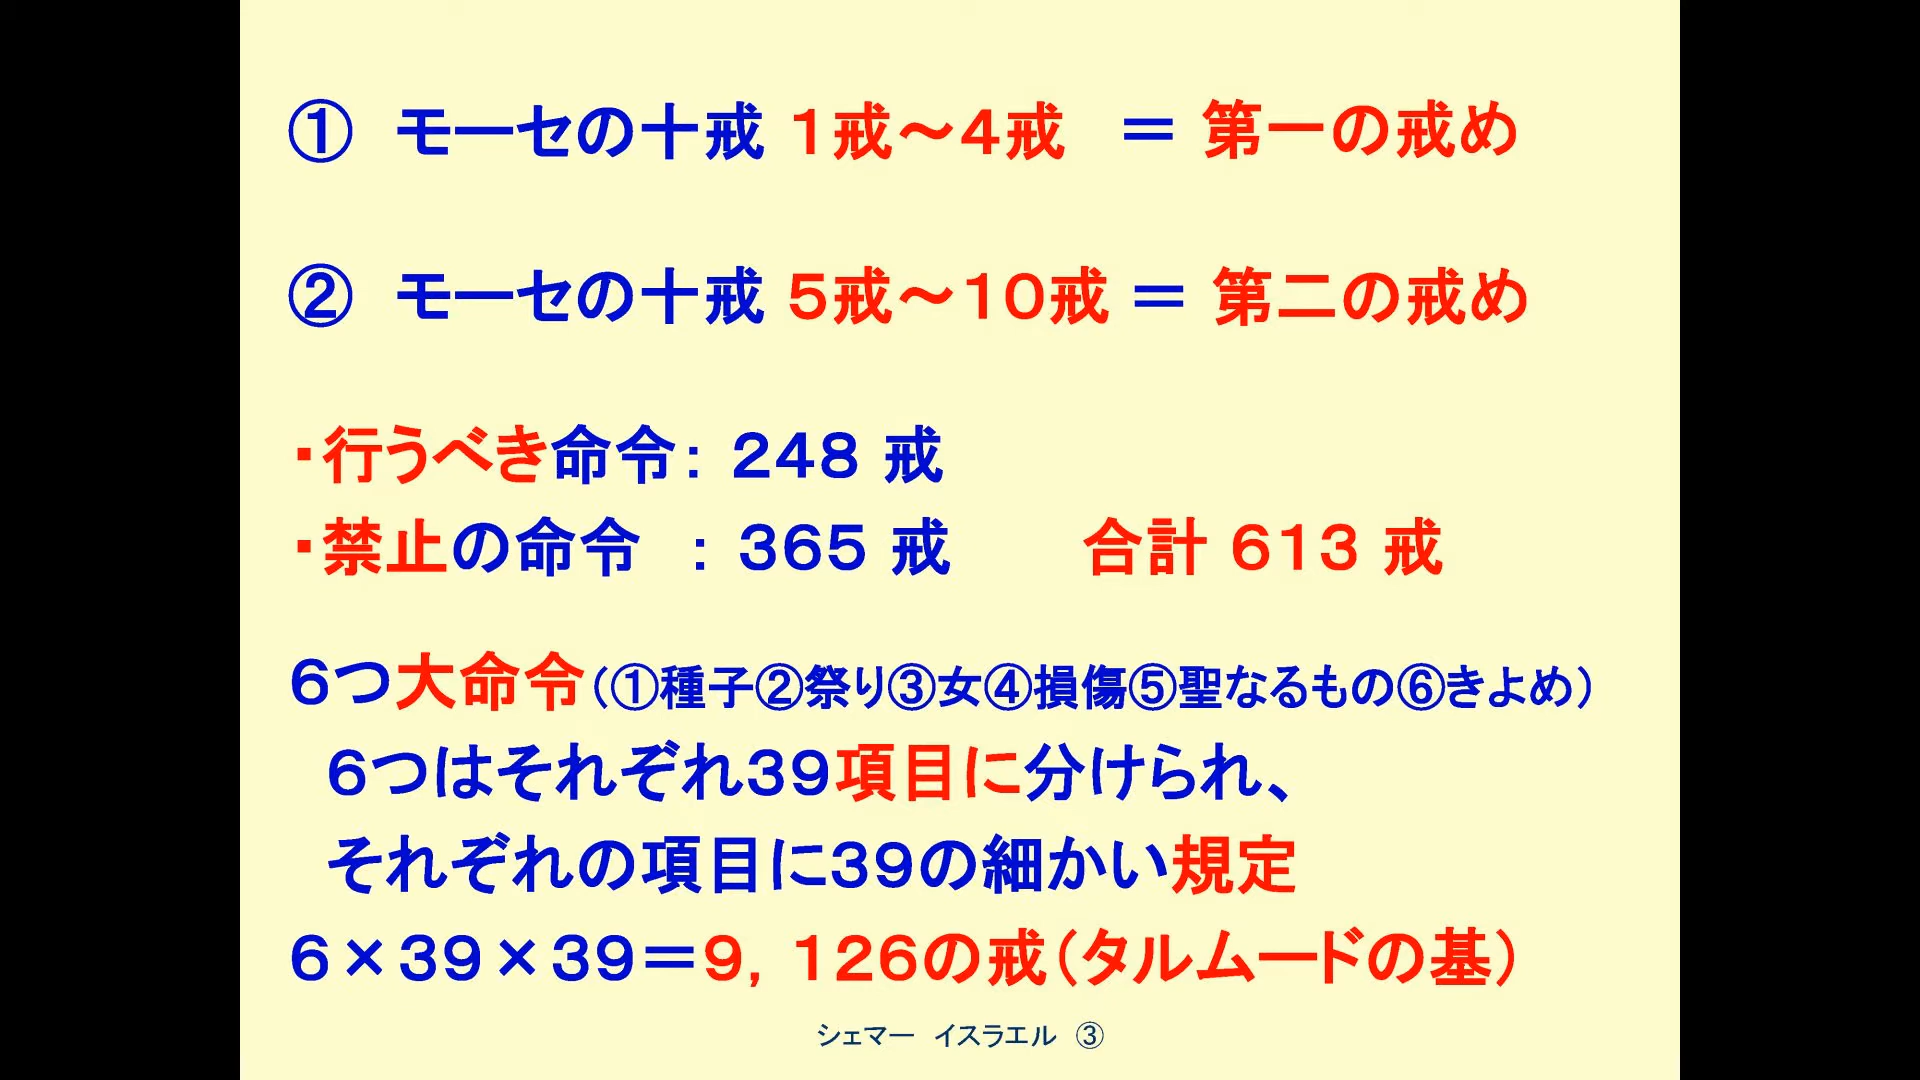 ① モーセの十戒 1戒～4戒 ＝ 第一の戒め
② モーセの十戒 5戒～10戒 ＝ 第二の戒め
・行うべき命令： 248 戒
・禁止の命令 ： 365 戒 合計 613 戒
6つ大命令（①種子②祭り③女④損傷⑤聖なるもの⑥きよめ）
6つはそれぞれ39項目に分けられ、
それぞれの項目に39の細かい規定
6×39×39＝9，126の戒（タルムードの基）
シェマー イスラエル ③